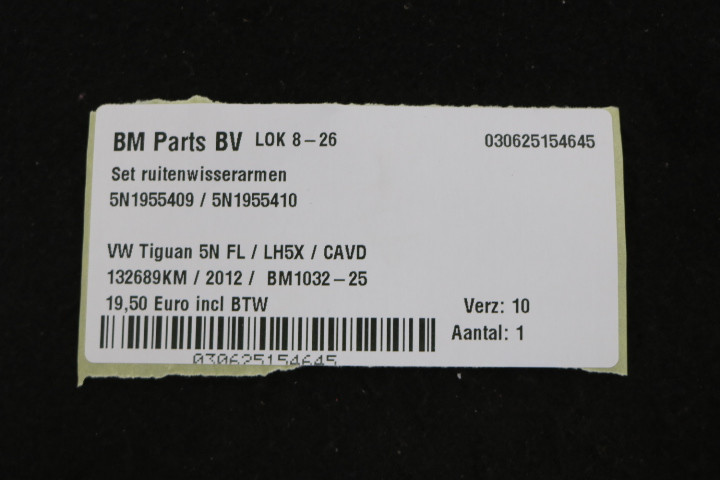 BM Parts BV LOK 8-26 030625154645
Set ruitenwisserarmen
5N1955409 / 5N1955410
VW Tiguan 5N FL / LH5X / CAVD
132689KM / 2012 / BM1032-25
19,50 Euro incl BTW Verz: 10
Aantal: 1
030625154645